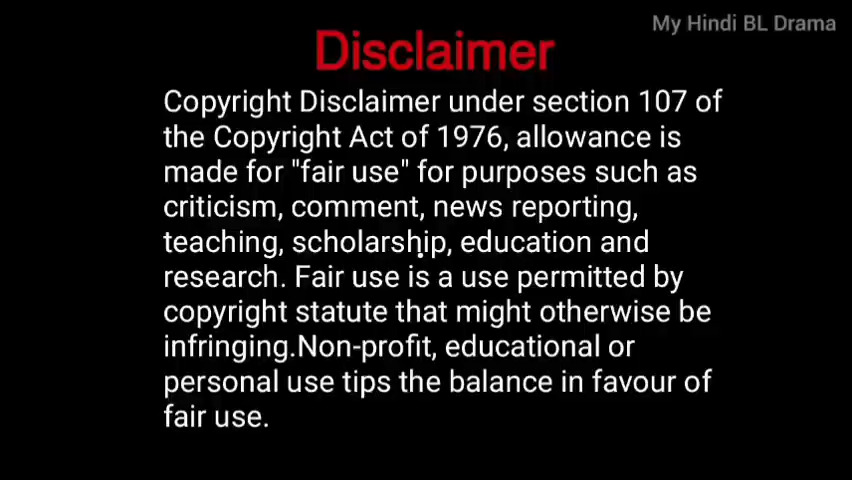 My Hindi BL Drama
Disclaimer
Copyright Disclaimer under section 107 of
the Copyright Act of 1976, allowance is
made for "fair use" for purposes such as
criticism, comment, news reporting,
teaching, scholarship, education and
research. Fair use is a use permitted by
copyright statute that might otherwise be
infringing.Non-profit, educational or
personal use tips the balance in favour of
fair use.